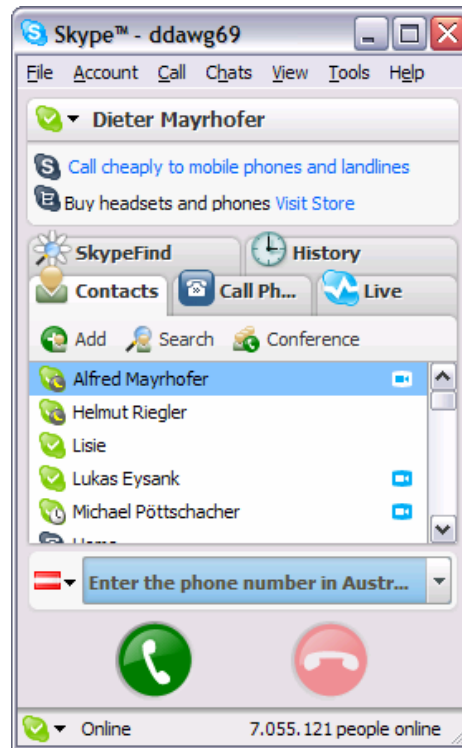 Skype™ - ddawg69
File Account Call Chats View Tools Help
Dieter Mayrhofer
Call cheaply to mobile phones and landlines
Buy headsets and phones Visit Store
SkypeFind History
Contacts Call Ph... Live
Add Search Conference
Alfred Mayrhofer
Helmut Riegler
Lisie
Lukas Eysank
Michael Pöttschacher
Enter the phone number in Austr...
Online 7.055.121 people online